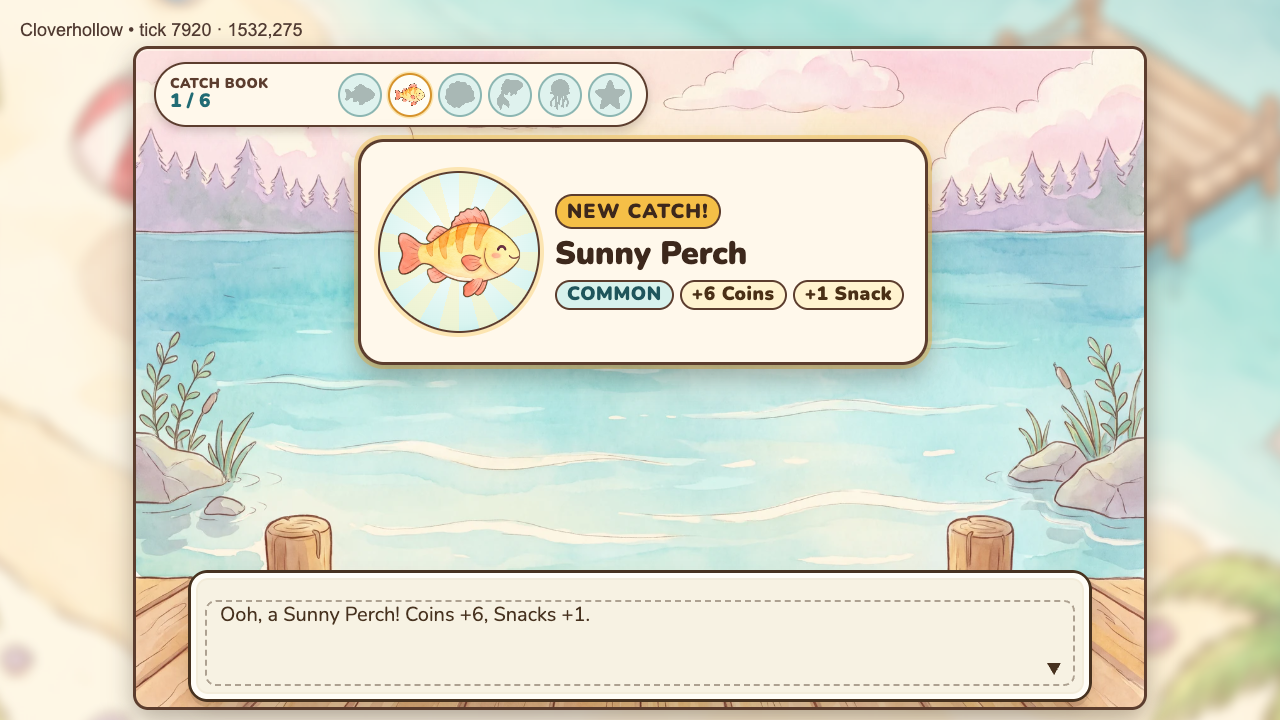 Cloverhollow • tick 7920 · 1532,275
CATCH BOOK
1 / 6
NEW CATCH!
Sunny Perch
COMMON +6 Coins +1 Snack
Ooh, a Sunny Perch! Coins +6, Snacks +1.